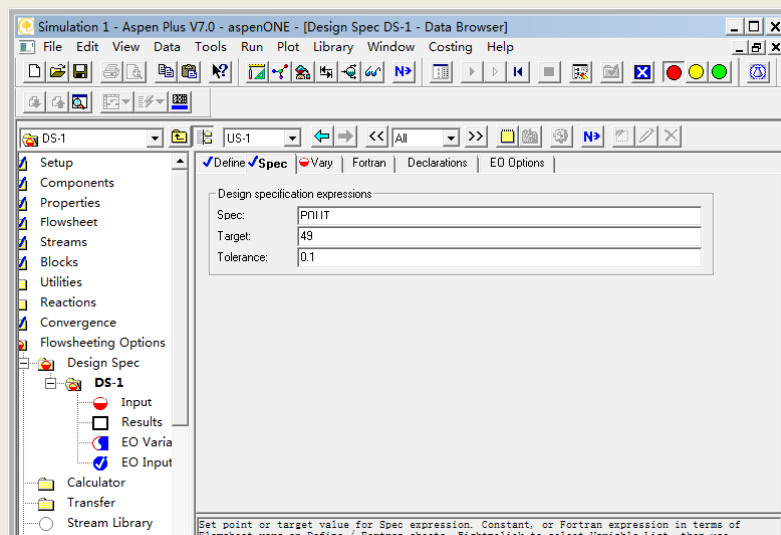 Simulation 1 - Aspen Plus V7.0 - aspenONE - [Design Spec DS-1 - Data Browser]
File Edit View Data Tools Run Plot Library Window Costing Help
DS-1 US-1 All
Define Spec Vary Fortran Declarations EO Options
Setup
Components
Properties
Flowsheet
Streams
Blocks
Utilities
Reactions
Convergence
Flowsheeting Options
Design Spec
DS-1
Input
Results
EO Varia
EO Input
Calculator
Transfer
Stream Library
Design specification expressions
Spec:
Target: 49
Tolerance: 0.1
Set point or target value for Spec expression. Constant, or Fortran expression in terms of